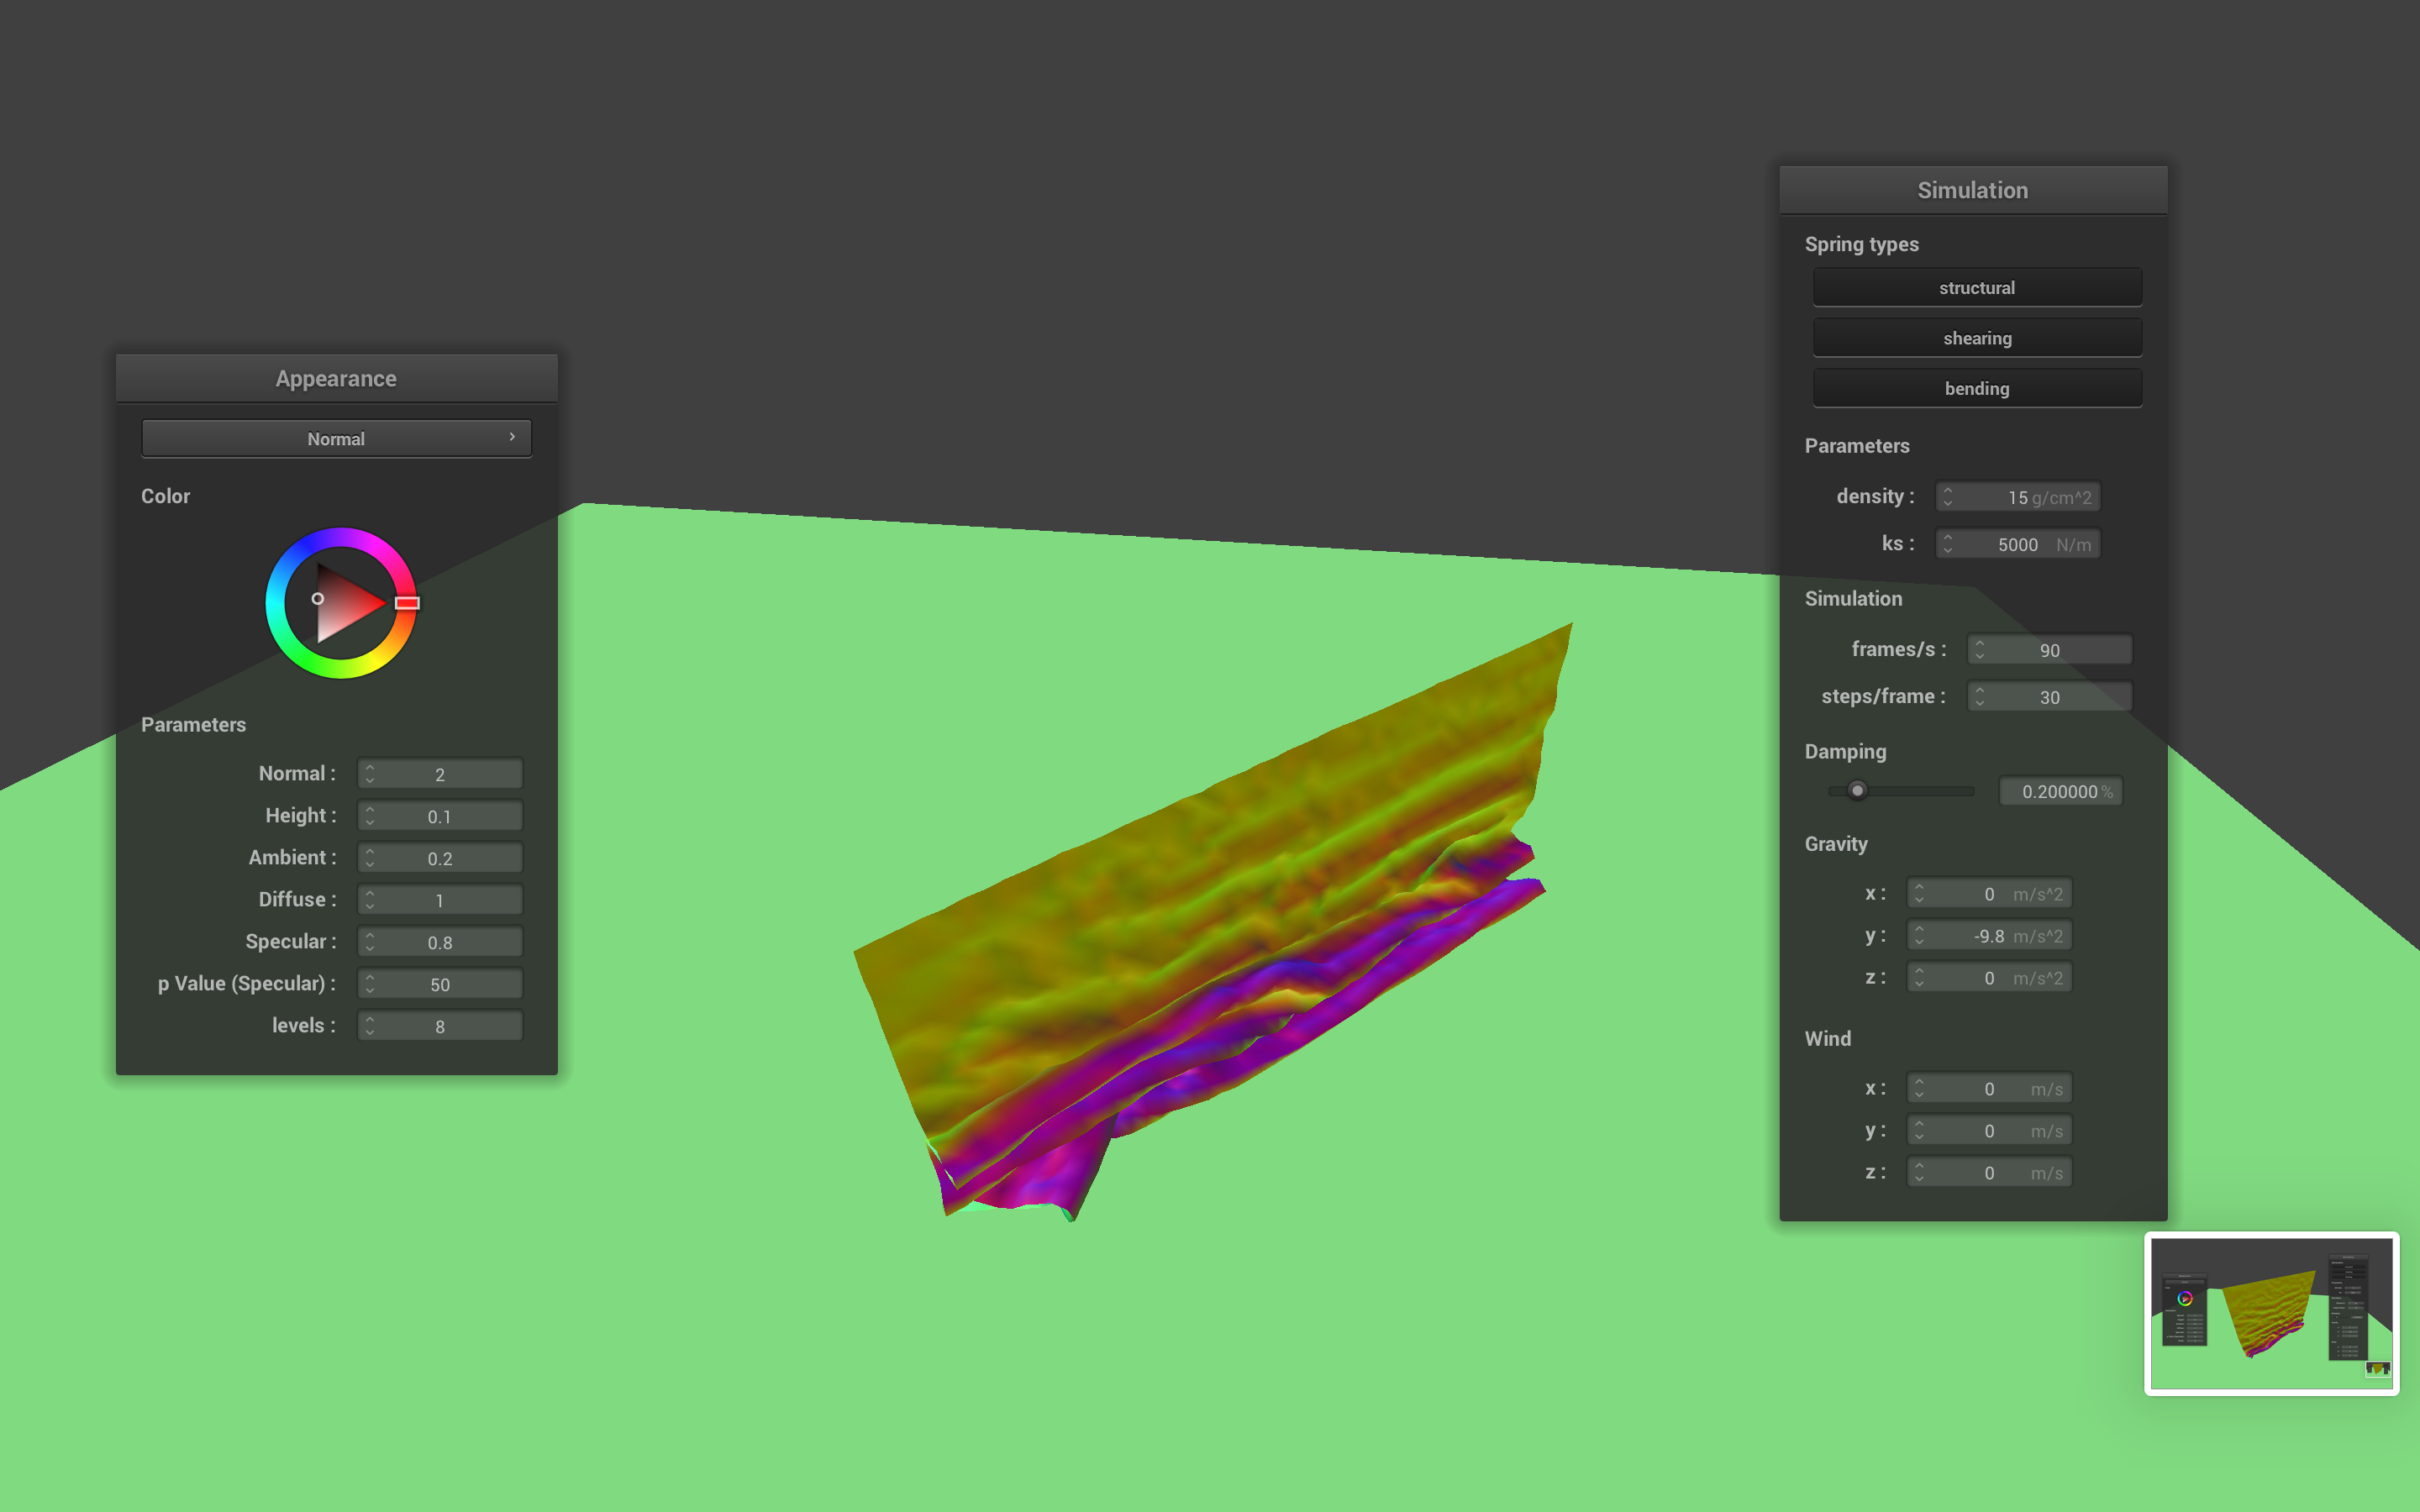 Appearance
Normal
Color
Parameters
Normal : 2
Height : 0.1
Ambient : 0.2
Diffuse : 1
Specular : 0.8
p Value (Specular) : 50
levels : 8
Simulation
Spring types
structural
shearing
bending
Parameters
density : 15 g/cm^2
ks : 5000 N/m
Simulation
frames/s : 90
steps/frame : 30
Damping
0.200000 %
Gravity
x : 0 m/s^2
y : -9.8 m/s^2
z : 0 m/s^2
Wind
x : 0 m/s
y : 0 m/s
z : 0 m/s